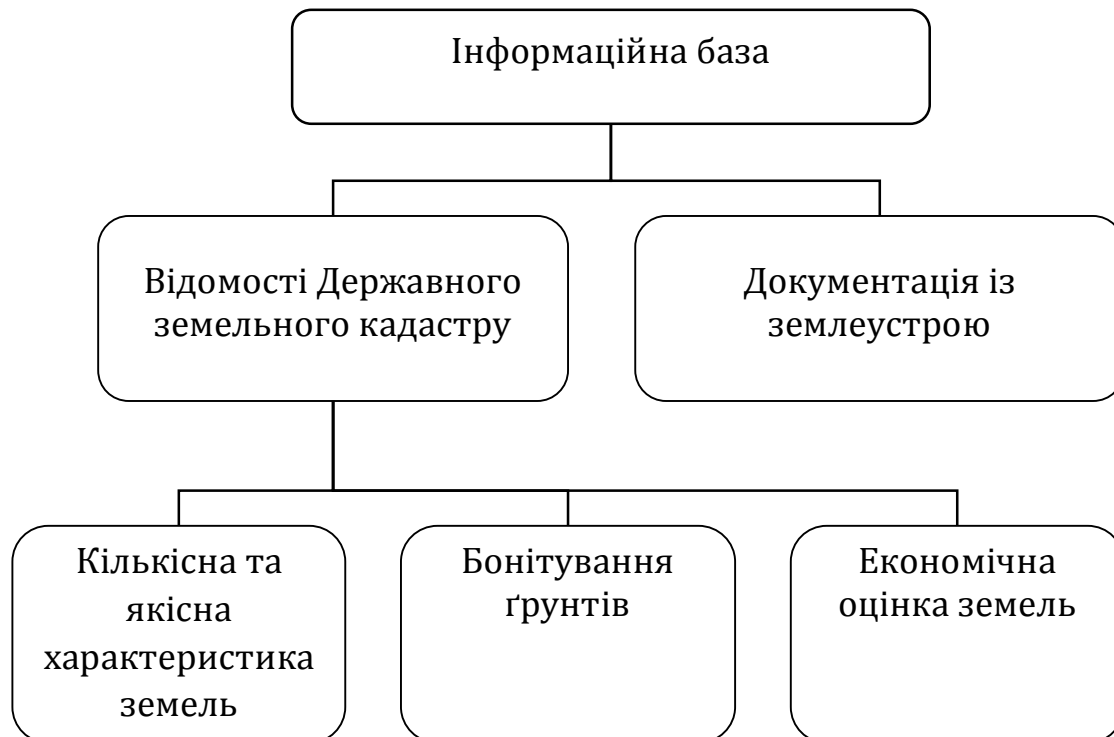 Інформаційна база
Відомості Державного
земельного кадастру
Документація із
землеустрою
Кількісна та
якісна
характеристика
земель
Бонітування
ґрунтів
Економічна
оцінка земель